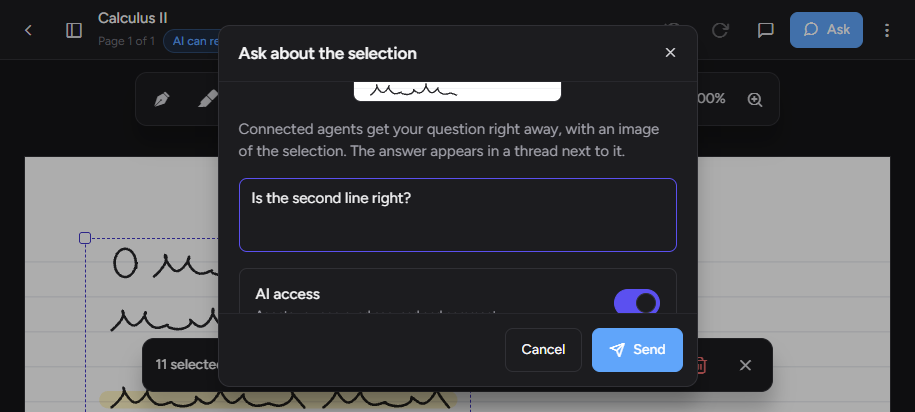 Calculus II
Page 1 of 1
AI can re
Ask
Ask about the selection
00%
Connected agents get your question right away, with an image
of the selection. The answer appears in a thread next to it.
Is the second line right?
AI access
11 selected
Cancel
Send